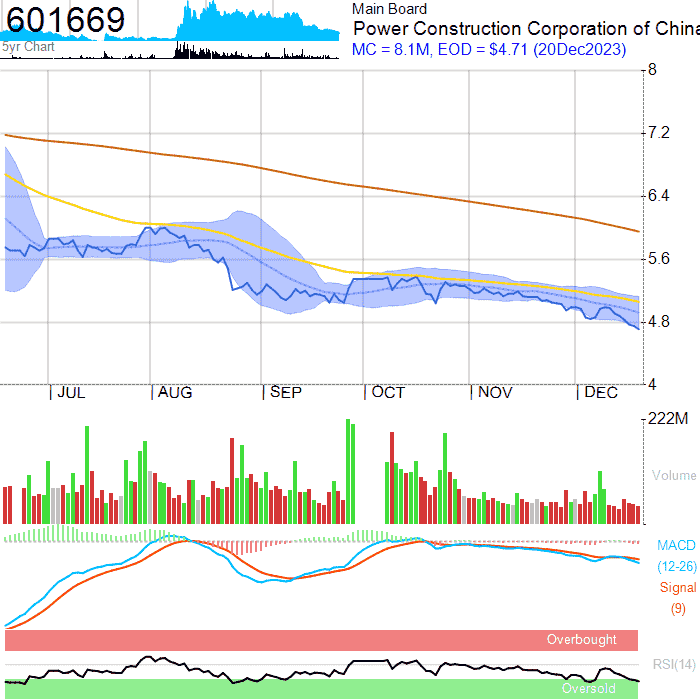 601669
5yr Chart
Main Board
Power Construction Corporation of China
MC = 8.1M, EOD = $4.71 (20Dec2023)
8
7.2
6.4
5.6
4.8
4
JUL AUG SEP OCT NOV DEC
222M
Volume
MACD
(12-26)
Signal
(9)
Overbought
RSI(14)
Oversold